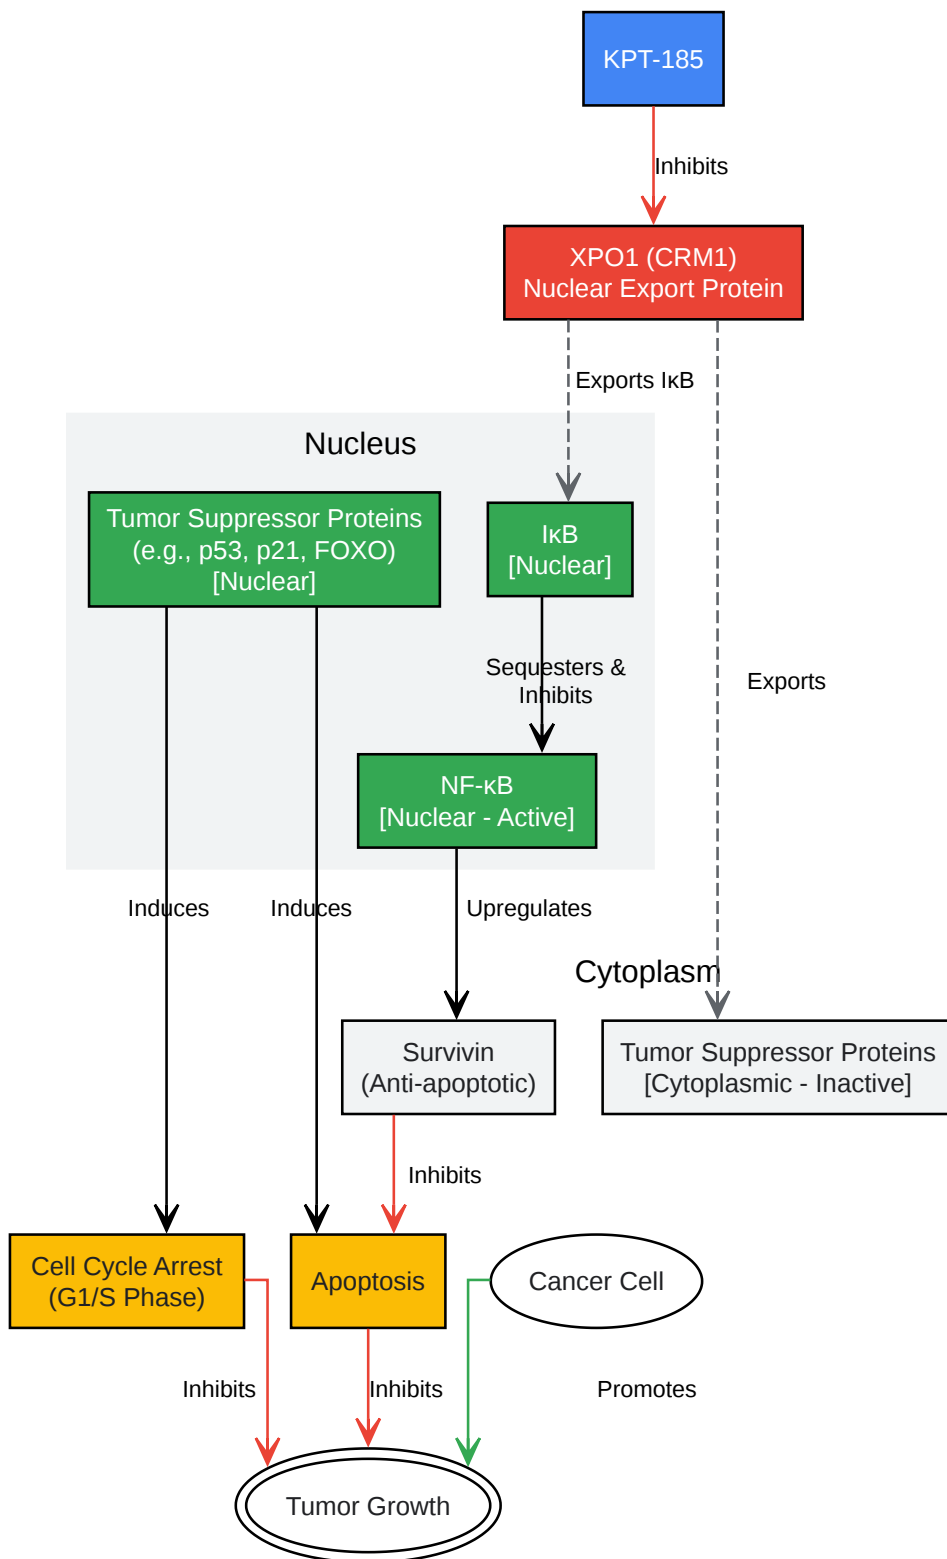 KPT-185
Inhibits
XPO1 (CRM1)
Nuclear Export Protein
Exports IκB
Nucleus
Tumor Suppressor Proteins
(e.g., p53, p21, FOXO)
[Nuclear]
IκB
[Nuclear]
Sequesters &
Inhibits
Exports
NF-κB
[Nuclear - Active]
Induces
Induces
Upregulates
Cytoplasm
Survivin
(Anti-apoptotic)
Tumor Suppressor Proteins
[Cytoplasmic - Inactive]
Inhibits
Cell Cycle Arrest
(G1/S Phase)
Apoptosis
Cancer Cell
Inhibits
Inhibits
Promotes
Tumor Growth